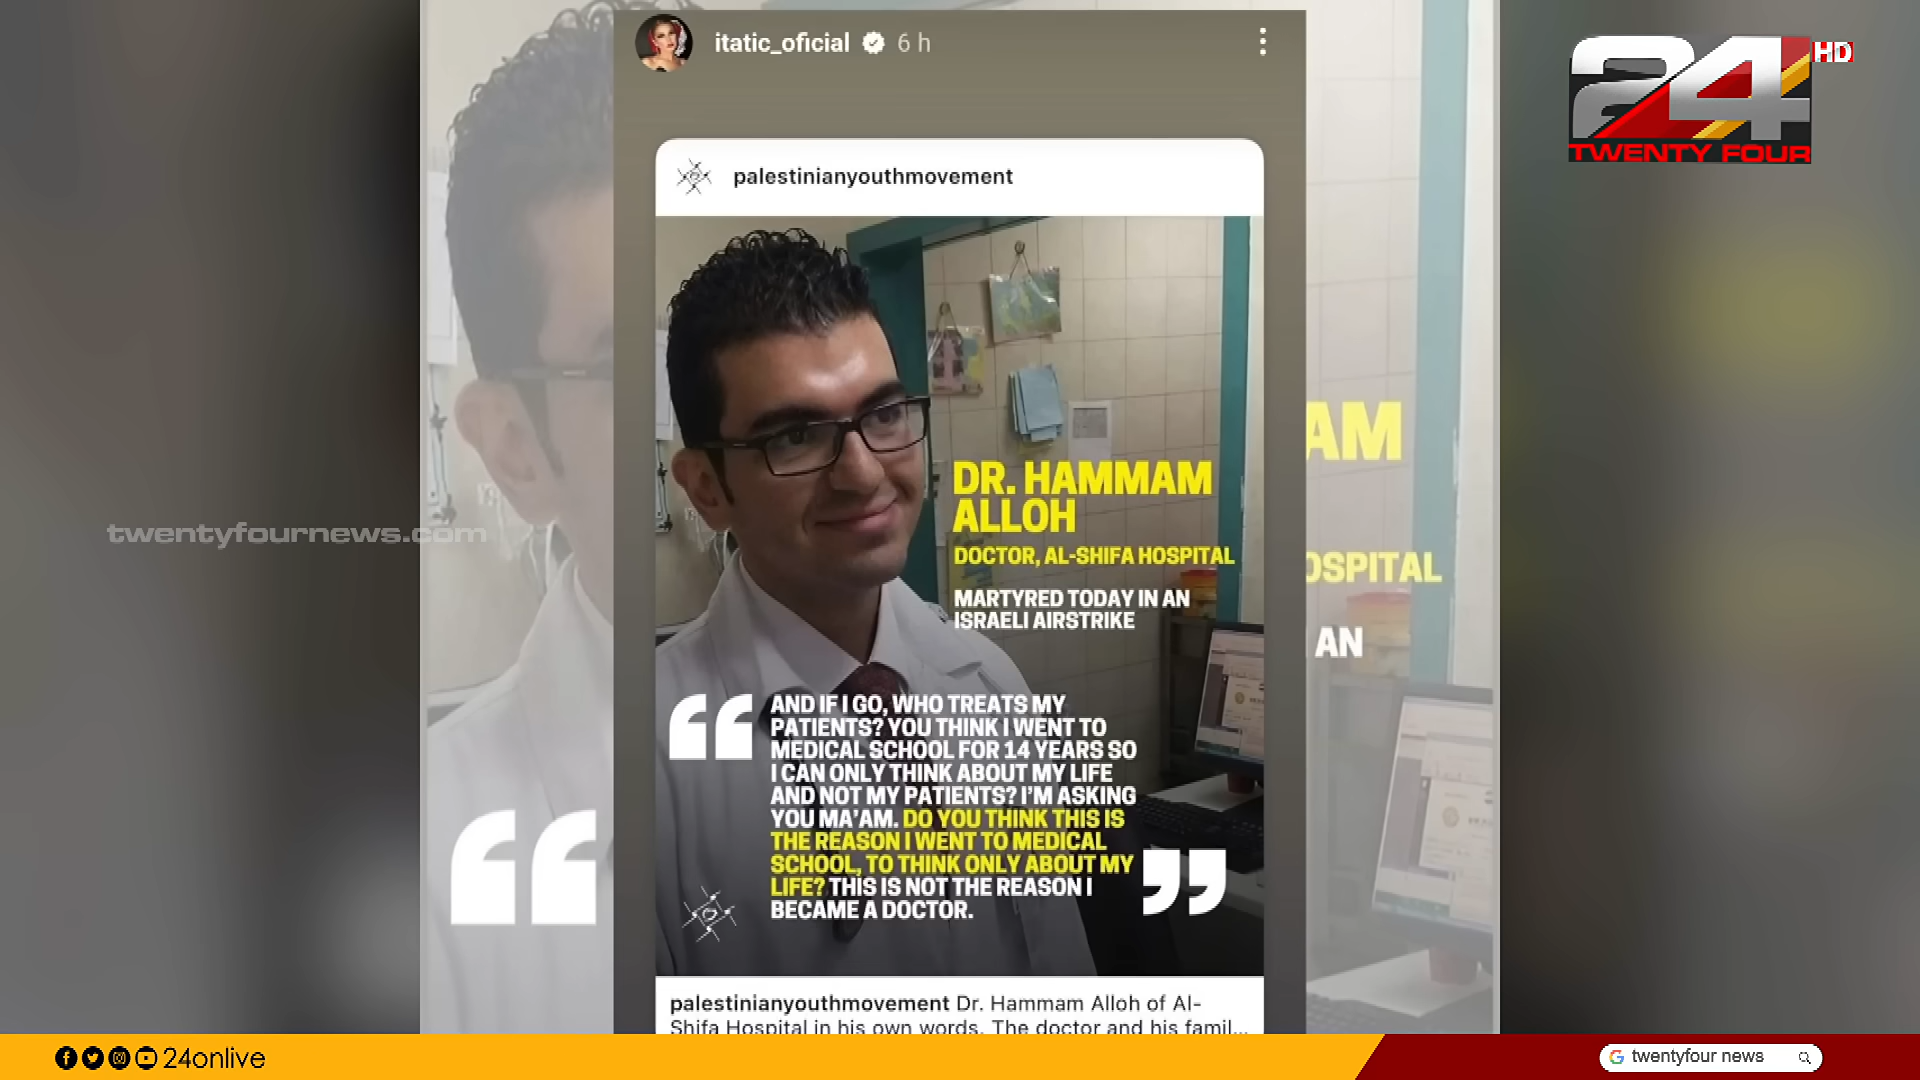 itatic_oficial 6 h
24 HD
TWENTY FOUR
palestinianyouthmovement
DR. HAMMAM
ALLOH
DOCTOR, AL-SHIFA HOSPITAL
MARTYRED TODAY IN AN
ISRAELI AIRSTRIKE
AM
OSPITAL
AN
twentyfournews.com
“ AND IF I GO, WHO TREATS MY
PATIENTS? YOU THINK I WENT TO
MEDICAL SCHOOL FOR 14 YEARS SO
I CAN ONLY THINK ABOUT MY LIFE
AND NOT MY PATIENTS? I'M ASKING
YOU MA'AM. DO YOU THINK THIS IS
THE REASON I WENT TO MEDICAL
SCHOOL, TO THINK ONLY ABOUT MY
LIFE? THIS IS NOT THE REASON I
BECAME A DOCTOR. ”
palestinianyouthmovement Dr. Hammam Alloh of Al-
Shifa Hospital in his own words. The doctor and his famil...
24onlive
twentyfour news